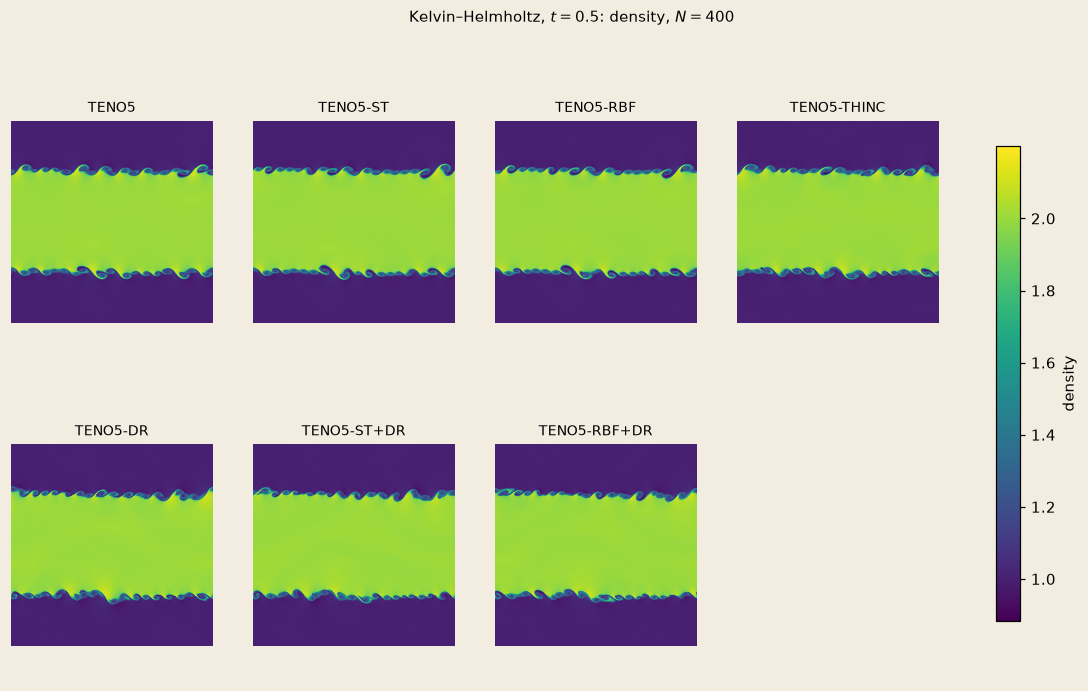 Kelvin–Helmholtz, t = 0.5: density, N = 400
TENO5 TENO5-ST TENO5-RBF TENO5-THINC
TENO5-DR TENO5-ST+DR TENO5-RBF+DR
2.0
1.8
1.6
1.4
1.2
1.0
density